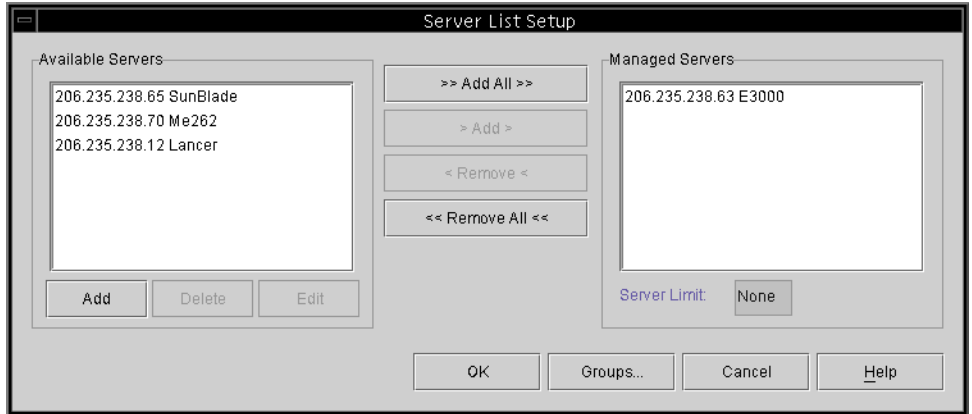 Server List Setup
Available Servers
206.235.238.65 SunBlade
206.235.238.70 Me262
206.235.238.12 Lancer
Add
Delete
Edit
>> Add All >>
> Add >
< Remove <
<< Remove All <<
Managed Servers
206.235.238.63 E3000
Server Limit:
None
OK
Groups...
Cancel
Help